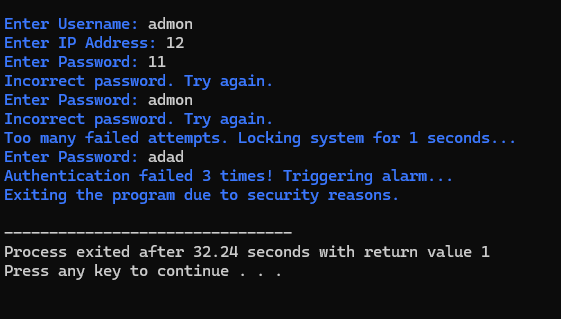 Enter Username: admon
Enter IP Address: 12
Enter Password: 11
Incorrect password. Try again.
Enter Password: admon
Incorrect password. Try again.
Too many failed attempts. Locking system for 1 seconds...
Enter Password: adad
Authentication failed 3 times! Triggering alarm...
Exiting the program due to security reasons.
--------------------------------
Process exited after 32.24 seconds with return value 1
Press any key to continue . . .